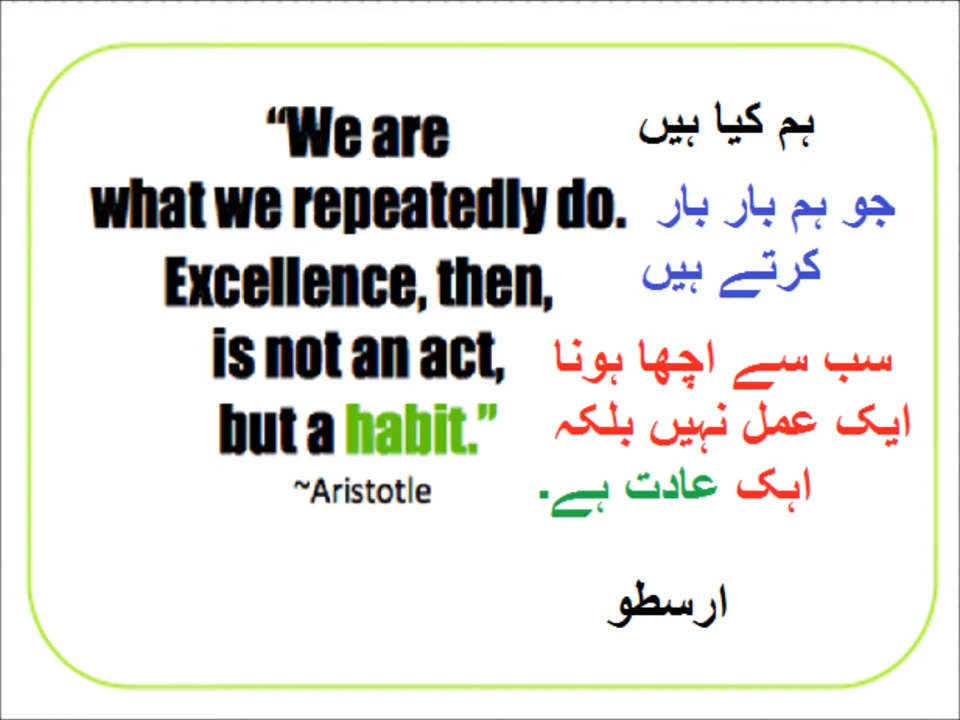 “We are
what we repeatedly do.
Excellence, then,
is not an act,
but a habit.”
~Aristotle
ہم کیا ہیں
جو ہم بار بار
کرتے ہیں
سب سے اچھا ہونا
ایک عمل نہیں بلکہ
اہک عادت ہے.
ارسطو